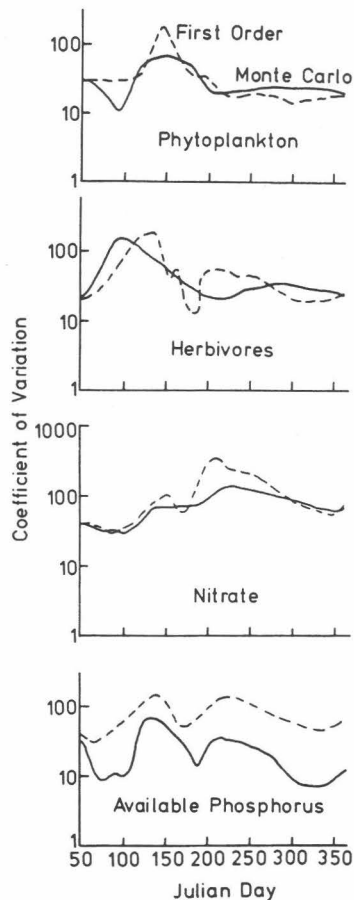 100
10
1
First Order
Monte Carlo
Phytoplankton
100
10
1
Herbivores
Coefficient of Variation
1000
100
10
1
Nitrate
100
10
1
Available Phosphorus
50 100 150 200 250 300 350
Julian Day